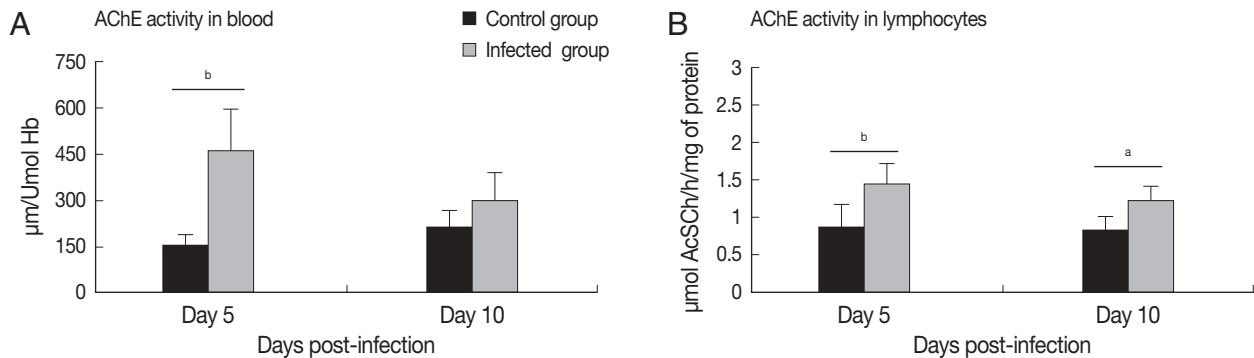 A
AChE activity in blood
Control group
Infected group
750
600
450
300
150
0
µm/Umol Hb
b
Day 5
Day 10
Days post-infection
B
AChE activity in lymphocytes
3
2.5
2
1.5
1
0.5
0
µmol AcSCh/h/mg of protein
b
a
Day 5
Day 10
Days post-infection